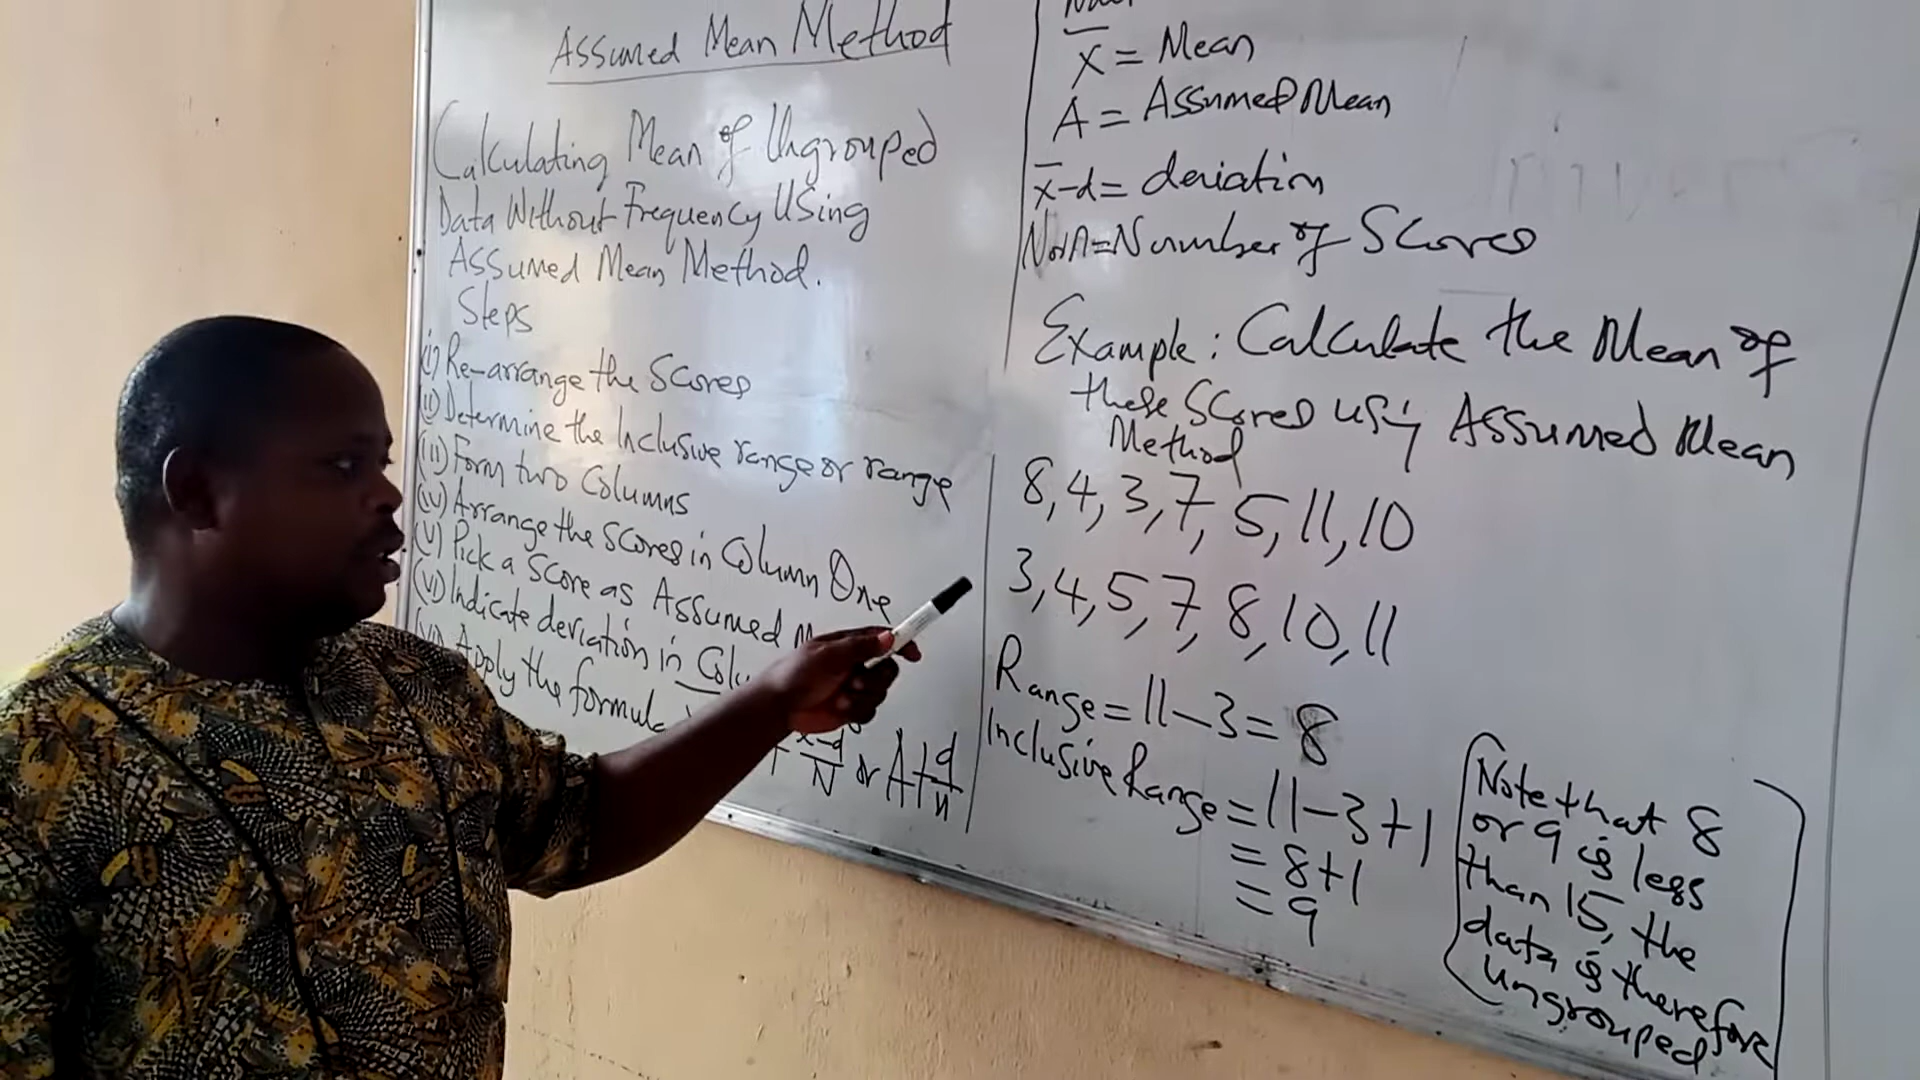 Assumed Mean Method
Calculating Mean of Ungrouped
Data Without Frequency Using
Assumed Mean Method.
Steps
(i) Re-arrange the Scores
(ii) Determine the Inclusive range or range
(iii) Form two Columns
(iv) Arrange the Scores in Column One
(v) Pick a Score as Assumed
(vi) Indicate deviation in
Apply the formula
x-d/N or A+d/n
x̄ = Mean
A = Assumed Mean
x̄-d = deviation
N or n = Number of Scores
Example: Calculate the Mean of
these Scores using Assumed Mean
Method
8, 4, 3, 7, 5, 11, 10
3, 4, 5, 7, 8, 10, 11
Range = 11-3 = 8
Inclusive Range = 11-3+1
= 8+1
= 9
Note that 8
or 9 is less
than 15, the
data is therefore
Ungrouped